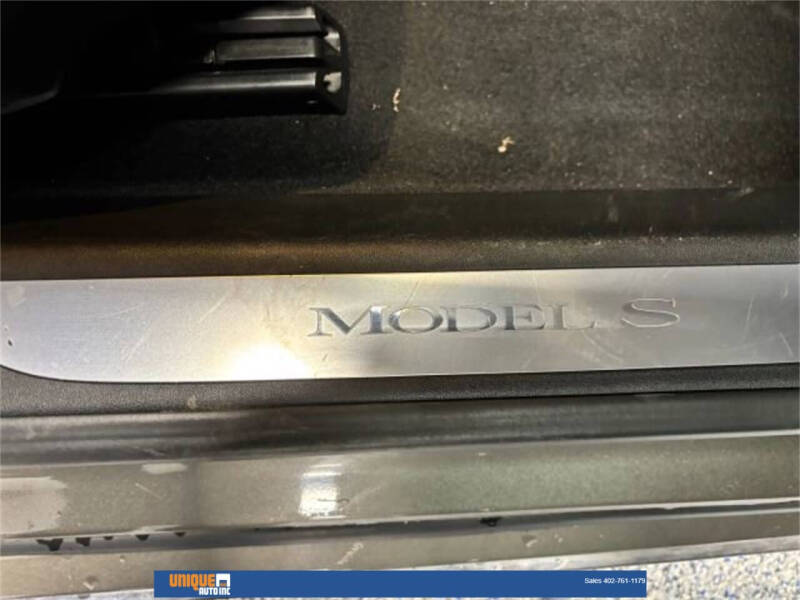 MODEL S
UNIQUE
AUTO INC
Sales 402-761-1179